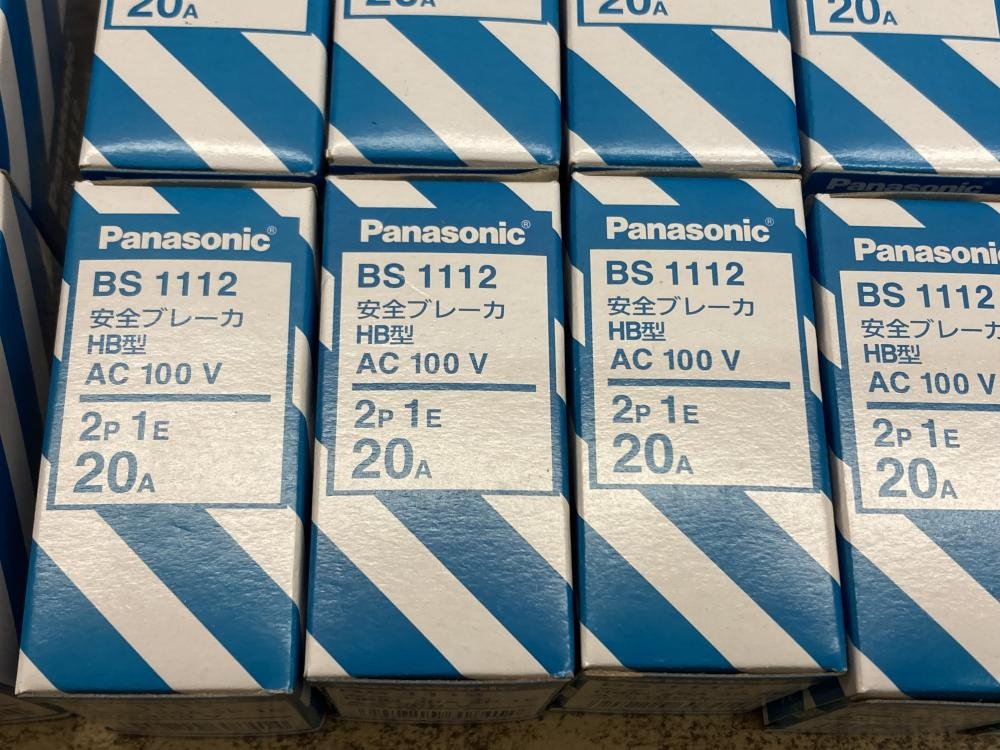 20A
20A
20A
20A
Panasonic®
BS 1112
安全ブレーカ
HB型
AC 100 V
2P 1E
20A
Panasonic®
BS 1112
安全ブレーカ
HB型
AC 100 V
2P 1E
20A
Panasonic®
BS 1112
安全ブレーカ
HB型
AC 100 V
2P 1E
20A
Panasonic
Panasonic
BS 1112
安全ブレーカ
HB型
AC 100 V
2P 1E
20A